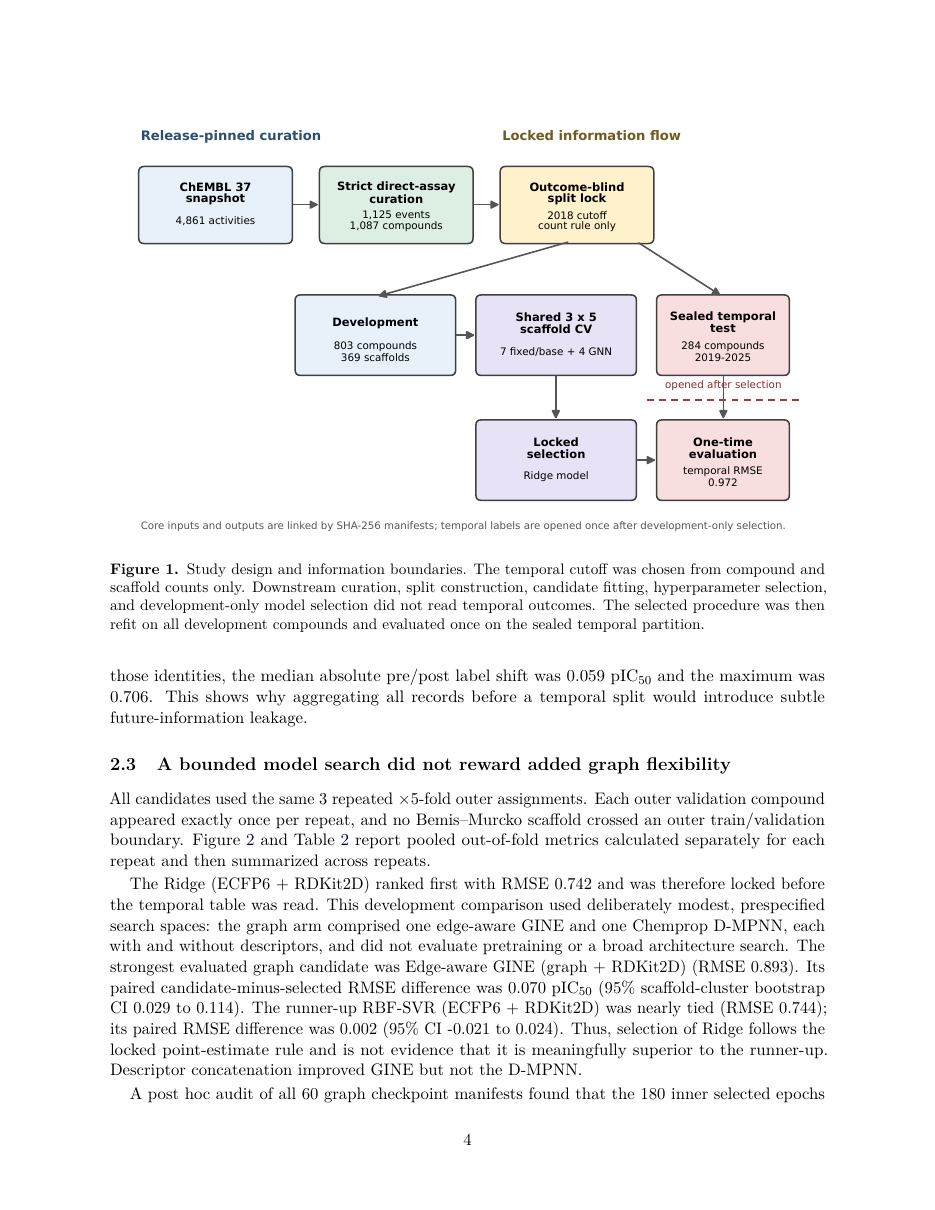 Release-pinned curation
Locked information flow
ChEMBL 37
snapshot
4,861 activities
Strict direct-assay
curation
1,125 events
1,087 compounds
Outcome-blind
split lock
2018 cutoff
count rule only
Development
803 compounds
369 scaffolds
Shared 3 x 5
scaffold CV
7 fixed/base + 4 GNN
Sealed temporal
test
284 compounds
2019-2025
opened after selection
Locked
selection
Ridge model
One-time
evaluation
temporal RMSE
0.972
Core inputs and outputs are linked by SHA-256 manifests; temporal labels are opened once after development-only selection.
Figure 1. Study design and information boundaries. The temporal cutoff was chosen from compound and
scaffold counts only. Downstream curation, split construction, candidate fitting, hyperparameter selection,
and development-only model selection did not read temporal outcomes. The selected procedure was then
refit on all development compounds and evaluated once on the sealed temporal partition.
those identities, the median absolute pre/post label shift was 0.059 pIC50 and the maximum was
0.706. This shows why aggregating all records before a temporal split would introduce subtle
future-information leakage.
2.3 A bounded model search did not reward added graph flexibility
All candidates used the same 3 repeated ×5-fold outer assignments. Each outer validation compound
appeared exactly once per repeat, and no Bemis–Murcko scaffold crossed an outer train/validation
boundary. Figure 2 and Table 2 report pooled out-of-fold metrics calculated separately for each
repeat and then summarized across repeats.
The Ridge (ECFP6 + RDKit2D) ranked first with RMSE 0.742 and was therefore locked before
the temporal table was read. This development comparison used deliberately modest, prespecified
search spaces: the graph arm comprised one edge-aware GINE and one Chemprop D-MPNN, each
with and without descriptors, and did not evaluate pretraining or a broad architecture search. The
strongest evaluated graph candidate was Edge-aware GINE (graph + RDKit2D) (RMSE 0.893). Its
paired candidate-minus-selected RMSE difference was 0.070 pIC50 (95% scaffold-cluster bootstrap
CI 0.029 to 0.114). The runner-up RBF-SVR (ECFP6 + RDKit2D) was nearly tied (RMSE 0.744);
its paired RMSE difference was 0.002 (95% CI -0.021 to 0.024). Thus, selection of Ridge follows the
locked point-estimate rule and is not evidence that it is meaningfully superior to the runner-up.
Descriptor concatenation improved GINE but not the D-MPNN.
A post hoc audit of all 60 graph checkpoint manifests found that the 180 inner selected epochs
4